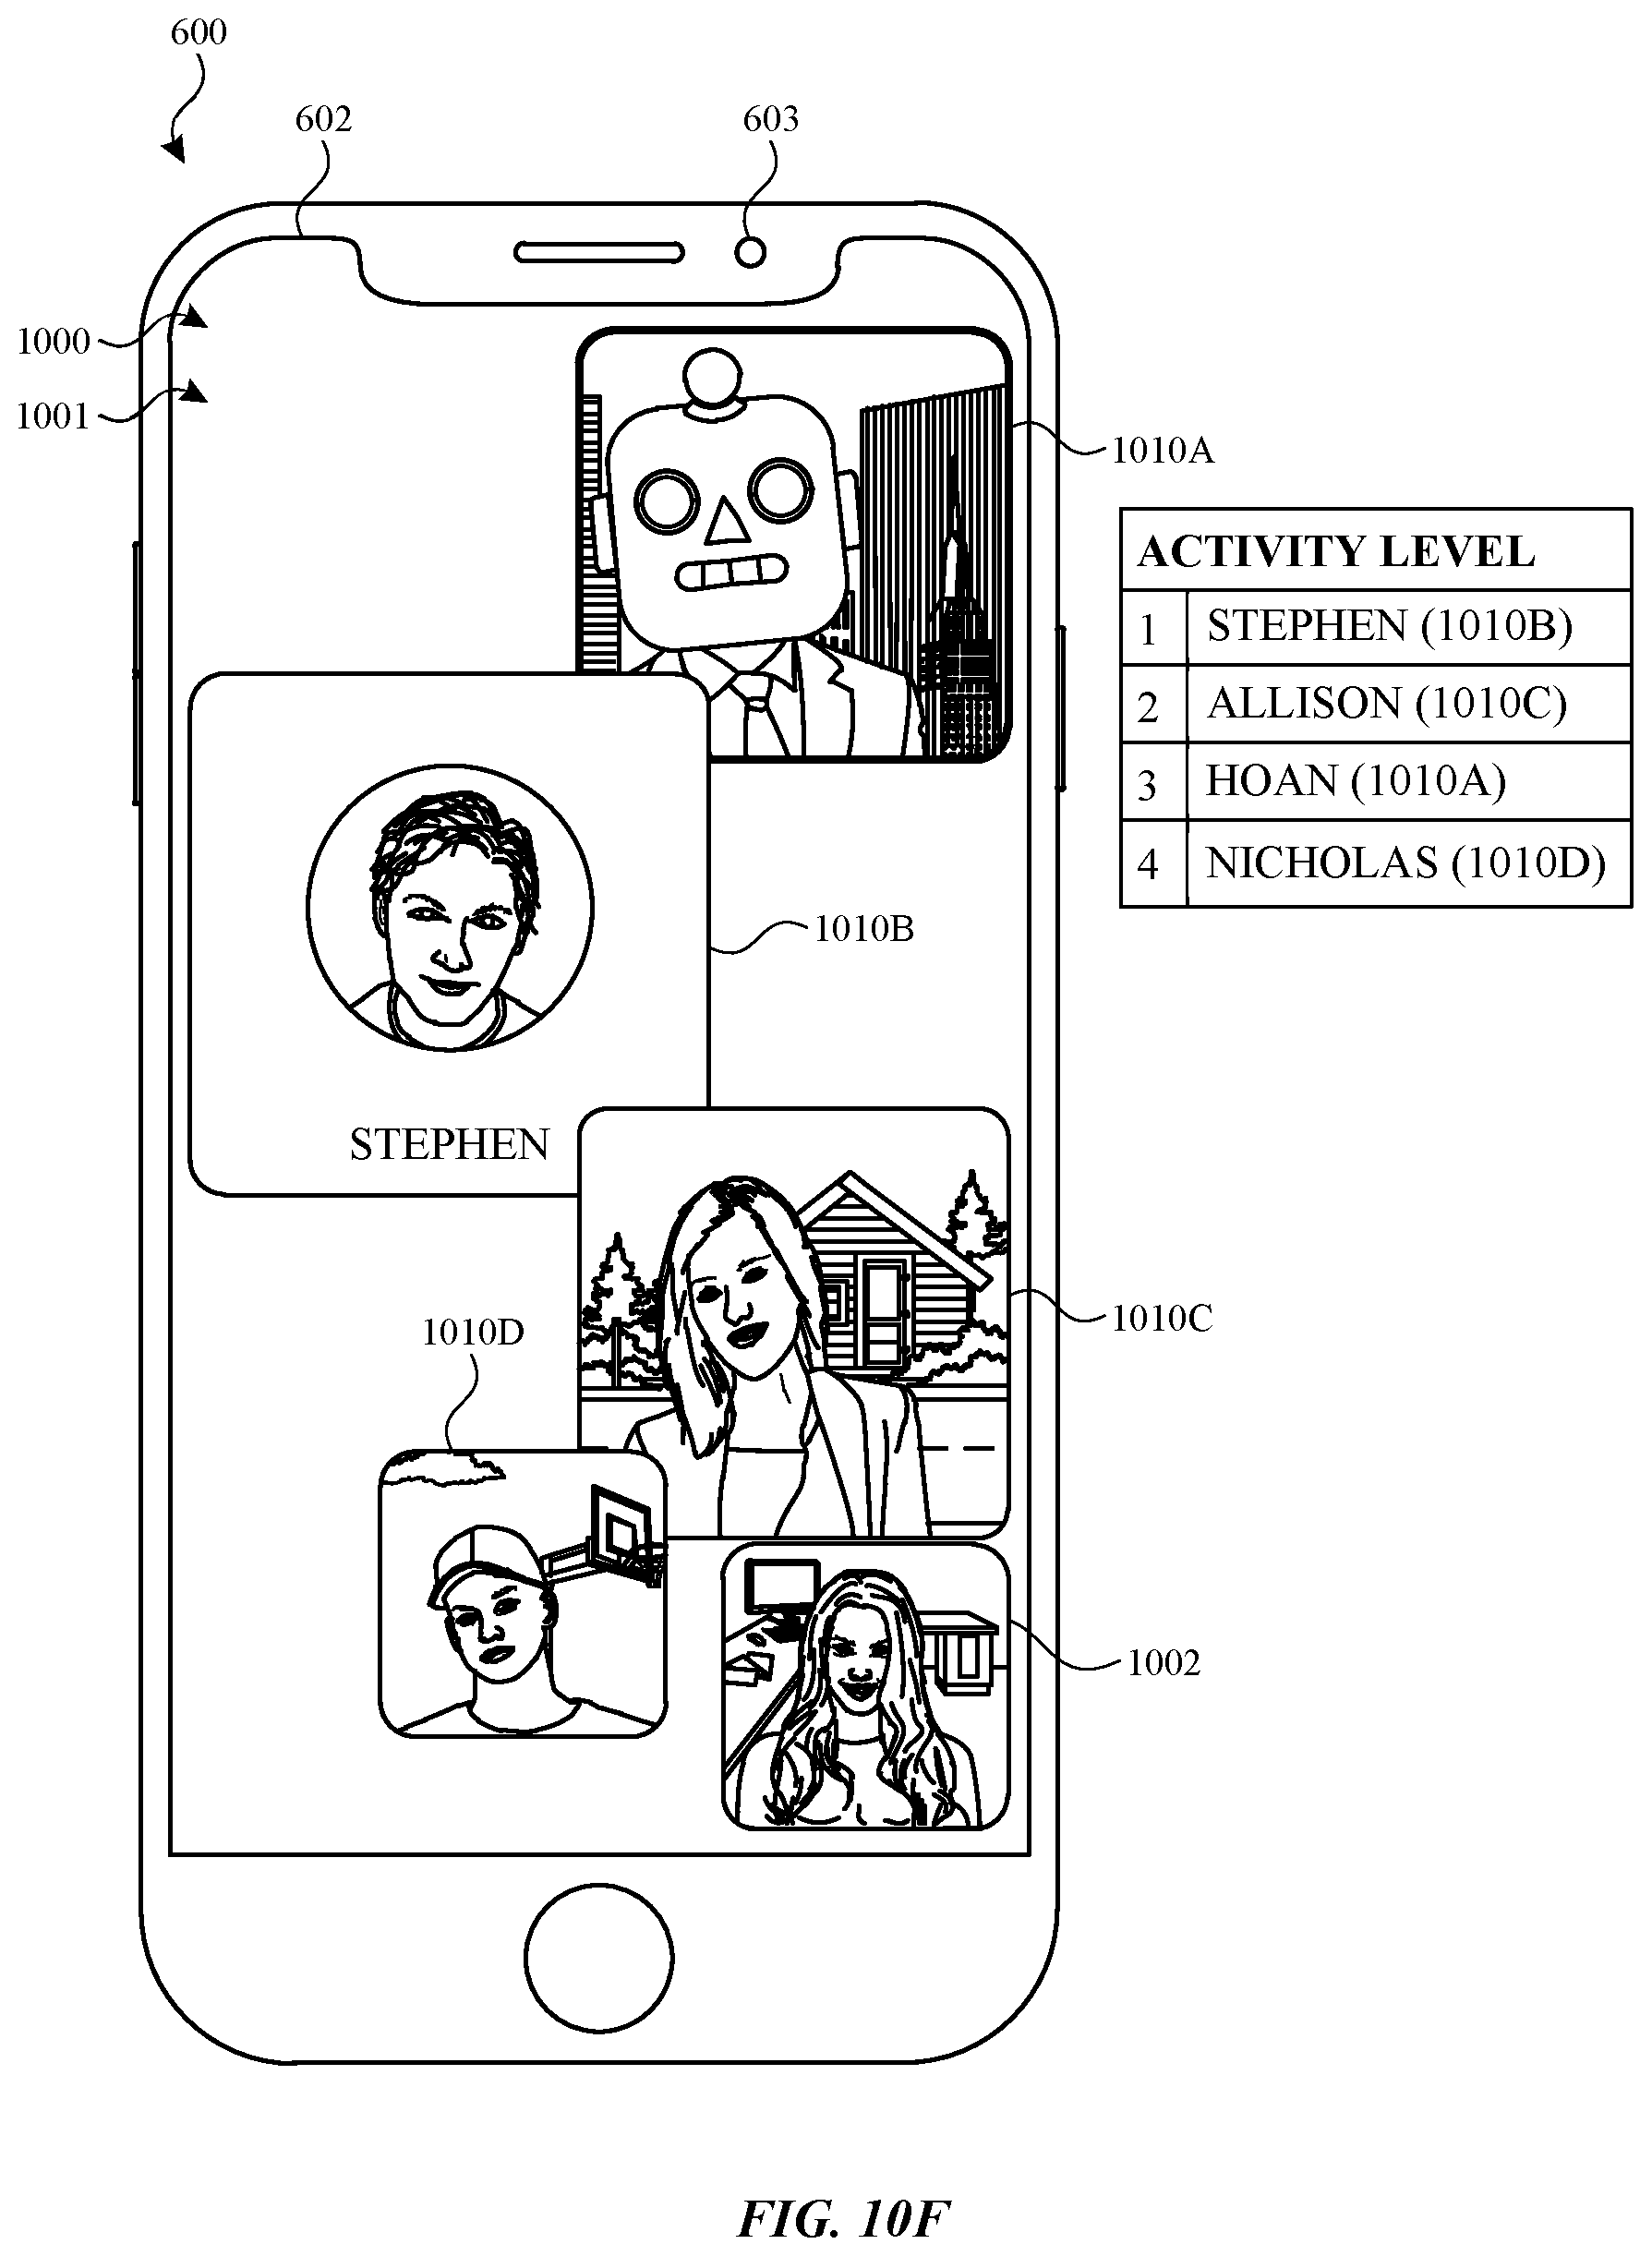 600
602
603
1000
1001
1010A
ACTIVITY LEVEL
1 STEPHEN (1010B)
2 ALLISON (1010C)
3 HOAN (1010A)
4 NICHOLAS (1010D)
1010B
STEPHEN
1010C
1010D
1002
FIG. 10F